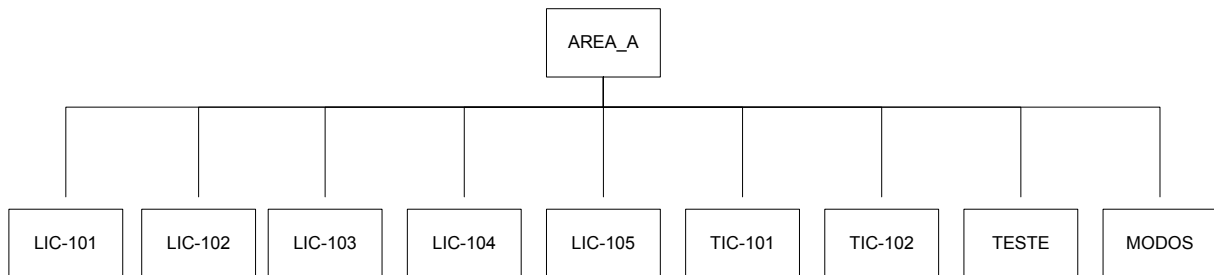 AREA_A
LIC-101
LIC-102
LIC-103
LIC-104
LIC-105
TIC-101
TIC-102
TESTE
MODOS